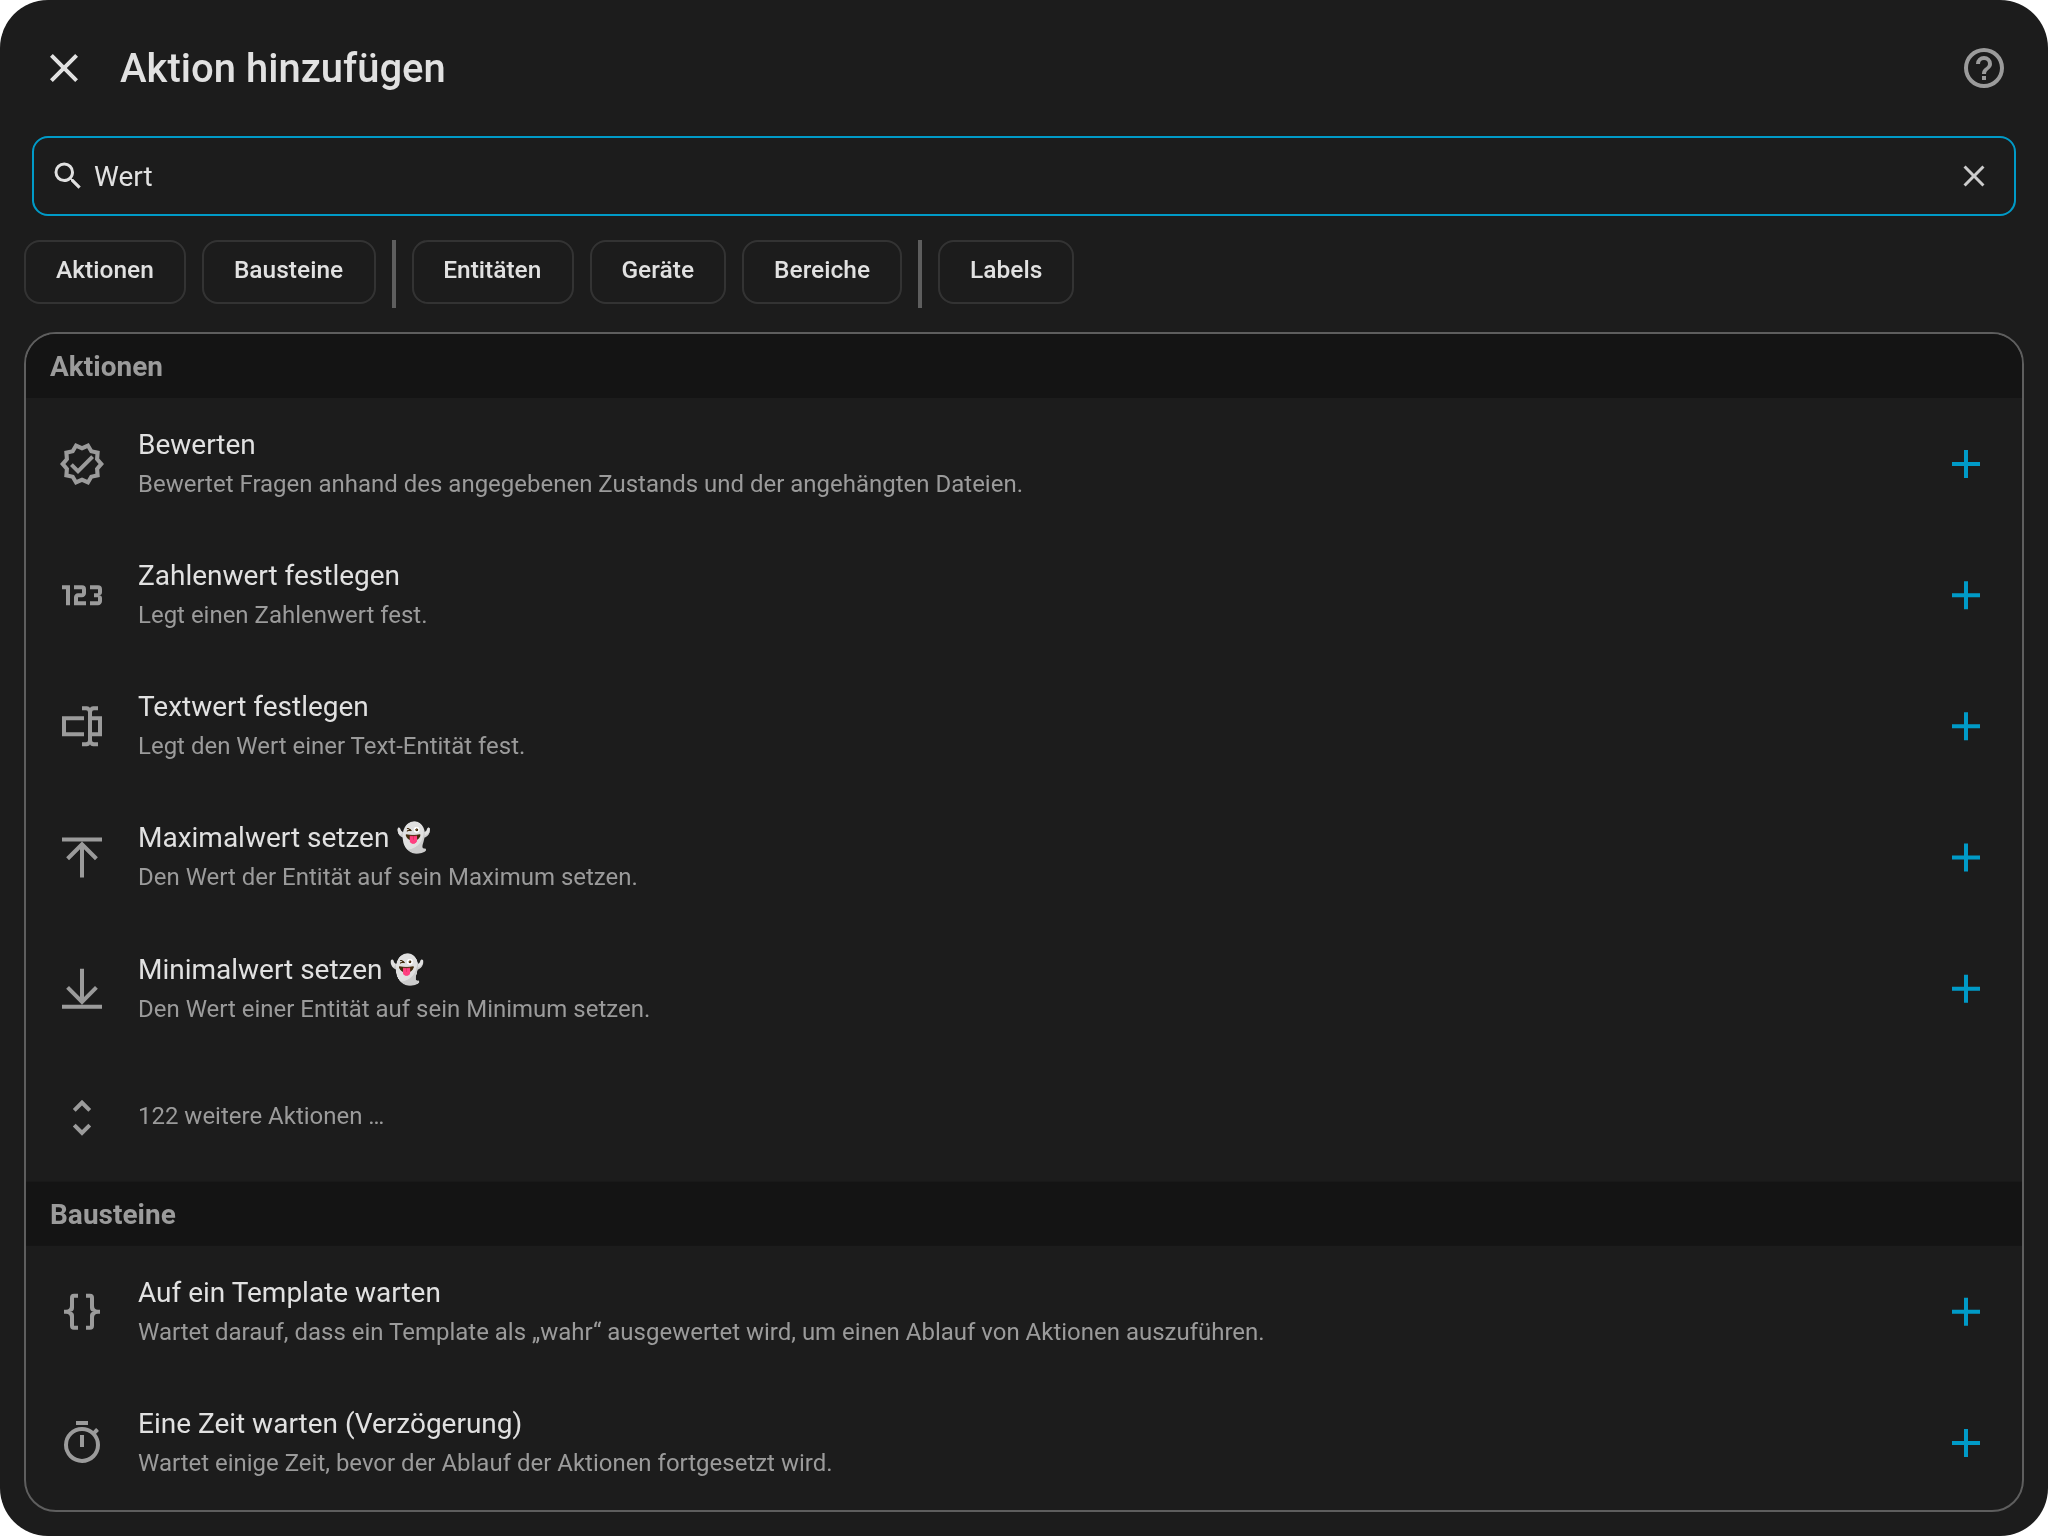 Aktion hinzufügen
Wert
Aktionen
Bausteine
Entitäten
Geräte
Bereiche
Labels
Aktionen
Bewerten
Bewertet Fragen anhand des angegebenen Zustands und der angehängten Dateien.
123
Zahlenwert festlegen
Legt einen Zahlenwert fest.
Textwert festlegen
Legt den Wert einer Text-Entität fest.
Maximalwert setzen 👻
Den Wert der Entität auf sein Maximum setzen.
Minimalwert setzen 👻
Den Wert einer Entität auf sein Minimum setzen.
122 weitere Aktionen …
Bausteine
Auf ein Template warten
Wartet darauf, dass ein Template als „wahr“ ausgewertet wird, um einen Ablauf von Aktionen auszuführen.
Eine Zeit warten (Verzögerung)
Wartet einige Zeit, bevor der Ablauf der Aktionen fortgesetzt wird.